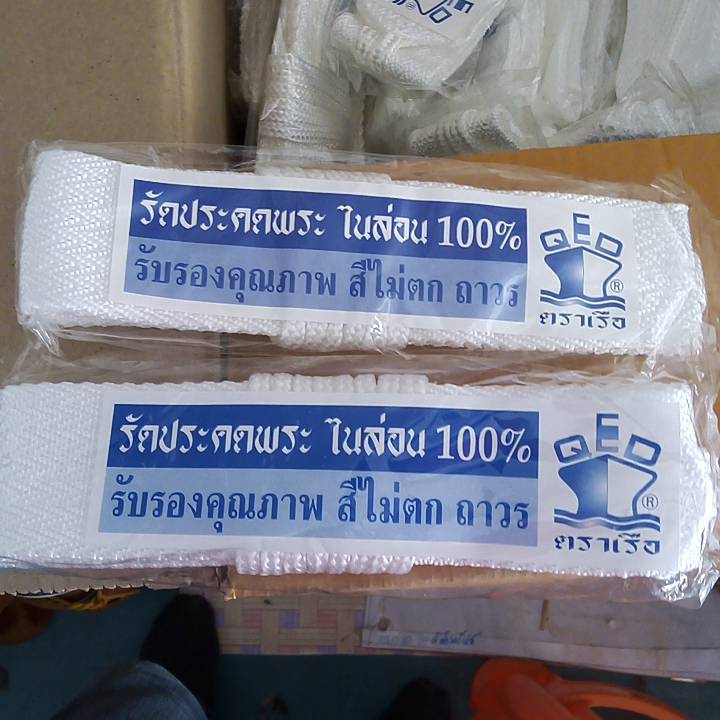 รัดประคดพระ ไนล่อน 100%
รับรองคุณภาพ สีไม่ตก ถาวร
QED
®
ตราเรือ
รัดประคดพระ ไนล่อน 100%
รับรองคุณภาพ สีไม่ตก ถาวร
QED
®
ตราเรือ